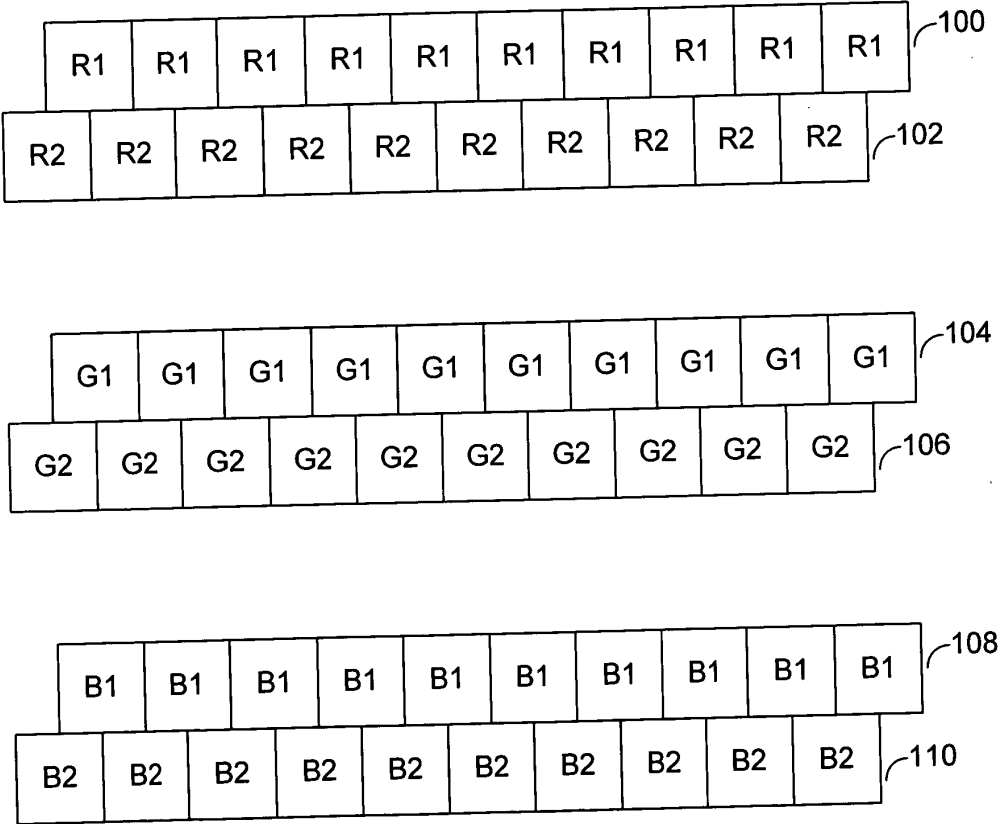 R1 R1 R1 R1 R1 R1 R1 R1 R1 R1 100
R2 R2 R2 R2 R2 R2 R2 R2 R2 R2 102
G1 G1 G1 G1 G1 G1 G1 G1 G1 G1 104
G2 G2 G2 G2 G2 G2 G2 G2 G2 G2 106
B1 B1 B1 B1 B1 B1 B1 B1 B1 B1 108
B2 B2 B2 B2 B2 B2 B2 B2 B2 B2 110